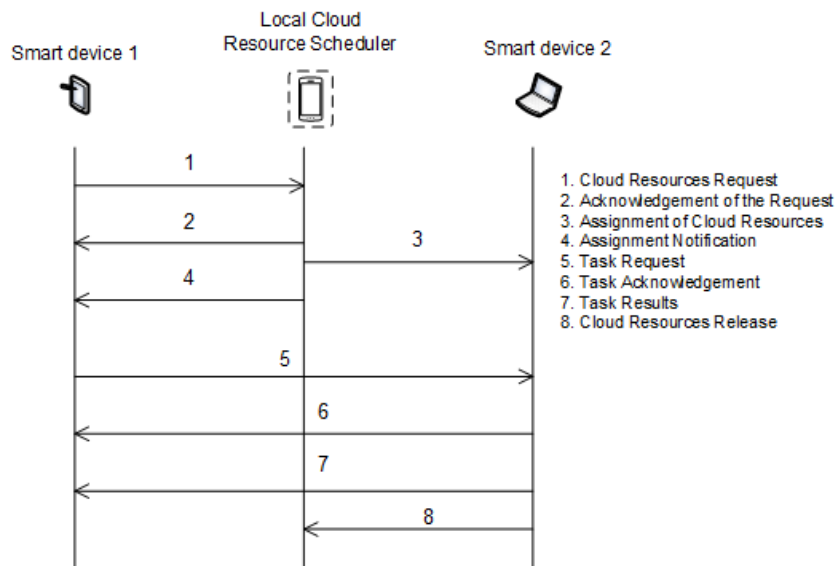 Local Cloud
Resource Scheduler
Smart device 1
Smart device 2
1
2
3
4
5
6
7
8
1. Cloud Resources Request
2. Acknowledgement of the Request
3. Assignment of Cloud Resources
4. Assignment Notification
5. Task Request
6. Task Acknowledgement
7. Task Results
8. Cloud Resources Release